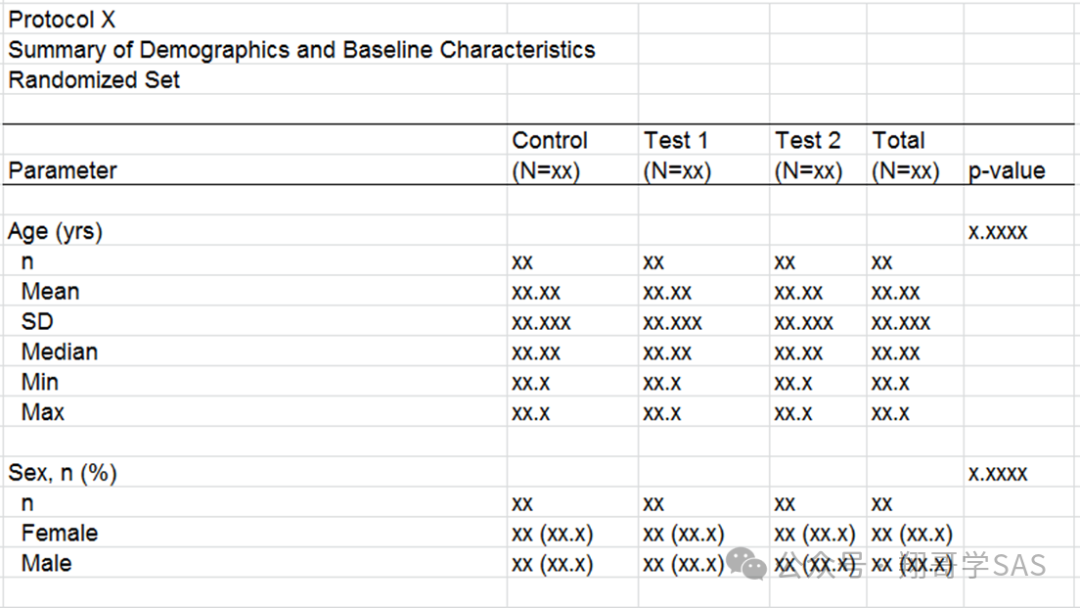 Protocol X
Summary of Demographics and Baseline Characteristics
Randomized Set
Control Test 1 Test 2 Total
Parameter (N=xx) (N=xx) (N=xx) (N=xx) p-value
Age (yrs) x.xxxx
n xx xx xx xx
Mean xx.xx xx.xx xx.xx xx.xx
SD xx.xxx xx.xxx xx.xxx xx.xxx
Median xx.xx xx.xx xx.xx xx.xx
Min xx.x xx.x xx.x xx.x
Max xx.x xx.x xx.x xx.x
Sex, n (%) x.xxxx
n xx xx xx xx
Female xx (xx.x) xx (xx.x) xx (xx.x) xx (xx.x)
Male xx (xx.x) xx (xx.x) xx (xx.x) xx (xx.x)
公众号 · 翔哥学SAS